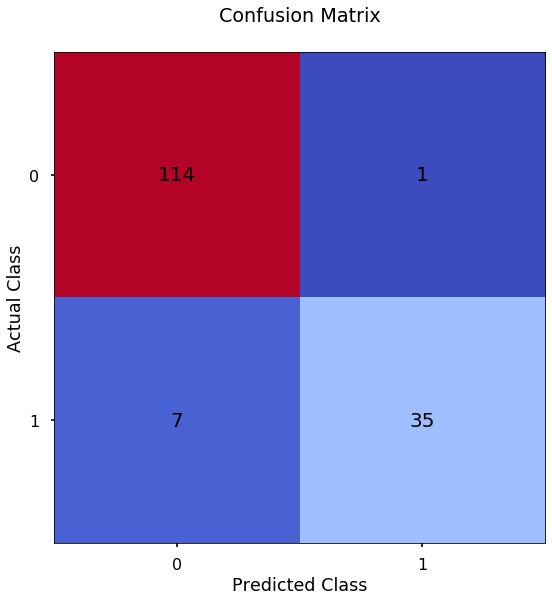 Confusion Matrix
0
114
1
Actual Class
1
7
35
0
1
Predicted Class